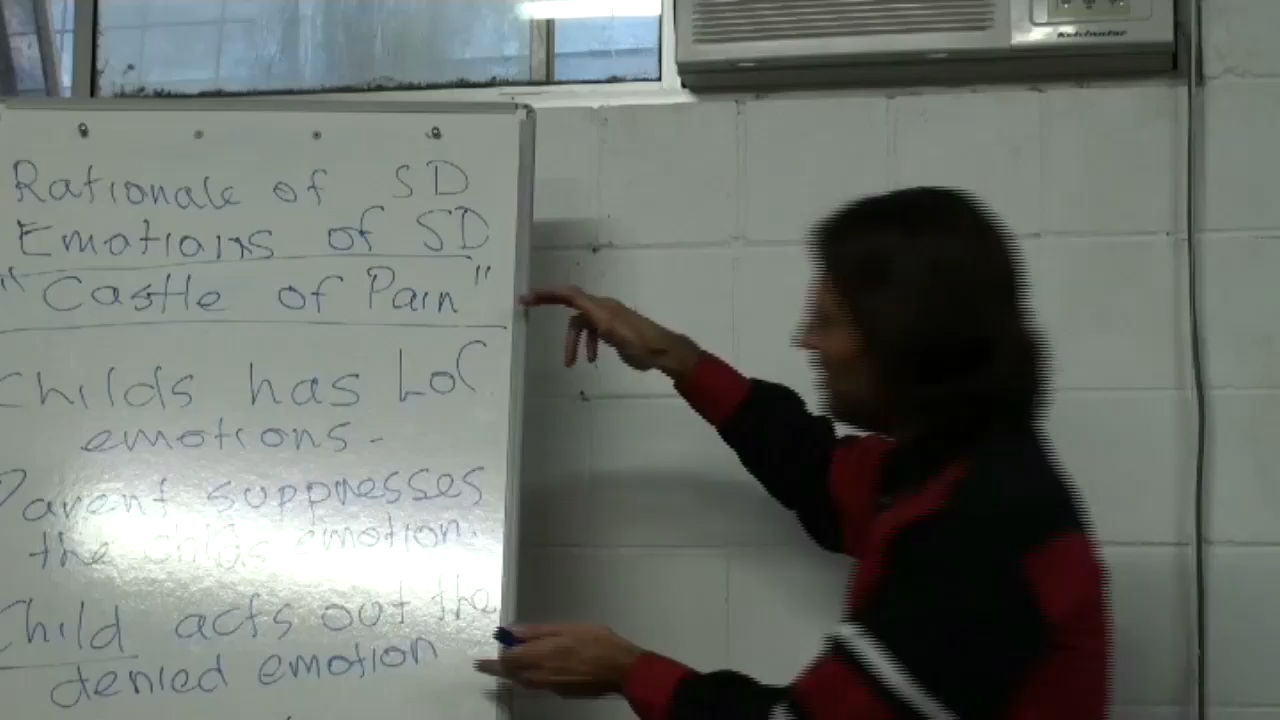 Rationale of SD
Emotions of SD
"Castle of Pain"
Childs has LoC
emotions -
Parent suppresses
the childs emotion.
Child acts out the
denied emotion
Kelvinator